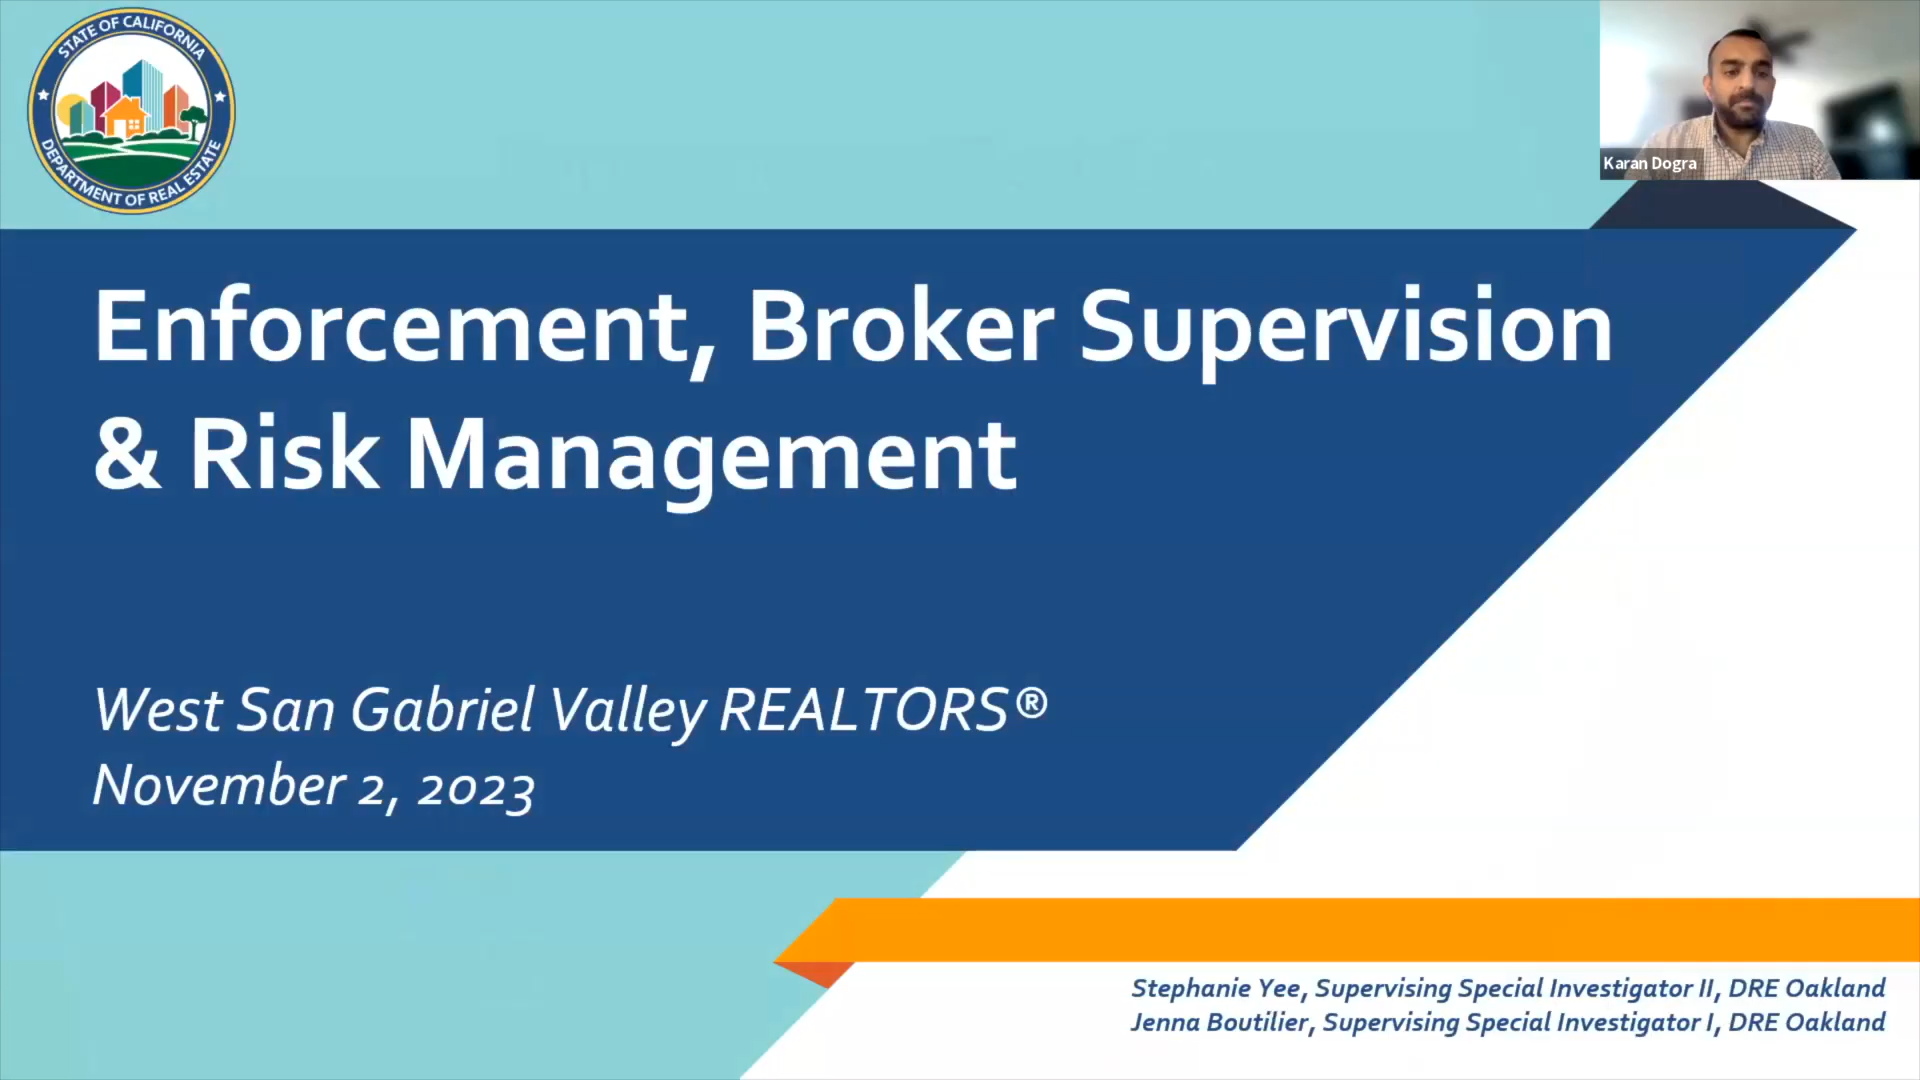 STATE OF CALIFORNIA
DEPARTMENT OF REAL ESTATE
Karan Dogra
Enforcement, Broker Supervision
& Risk Management
West San Gabriel Valley REALTORS®
November 2, 2023
Stephanie Yee, Supervising Special Investigator II, DRE Oakland
Jenna Boutilier, Supervising Special Investigator I, DRE Oakland